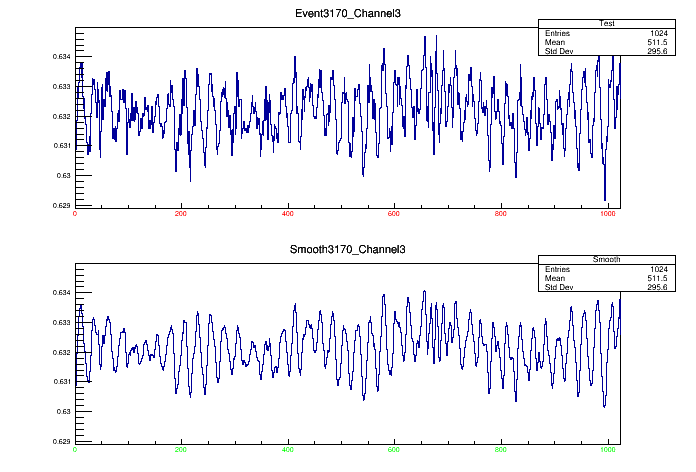 Event3170_Channel3
Test
Entries 1024
Mean 511.5
Std Dev 295.6
0.634
0.633
0.632
0.631
0.63
0.629
0 200 400 600 800 1000
Smooth3170_Channel3
Smooth
Entries 1024
Mean 511.5
Std Dev 295.6
0.634
0.633
0.632
0.631
0.63
0.629
0 200 400 600 800 1000